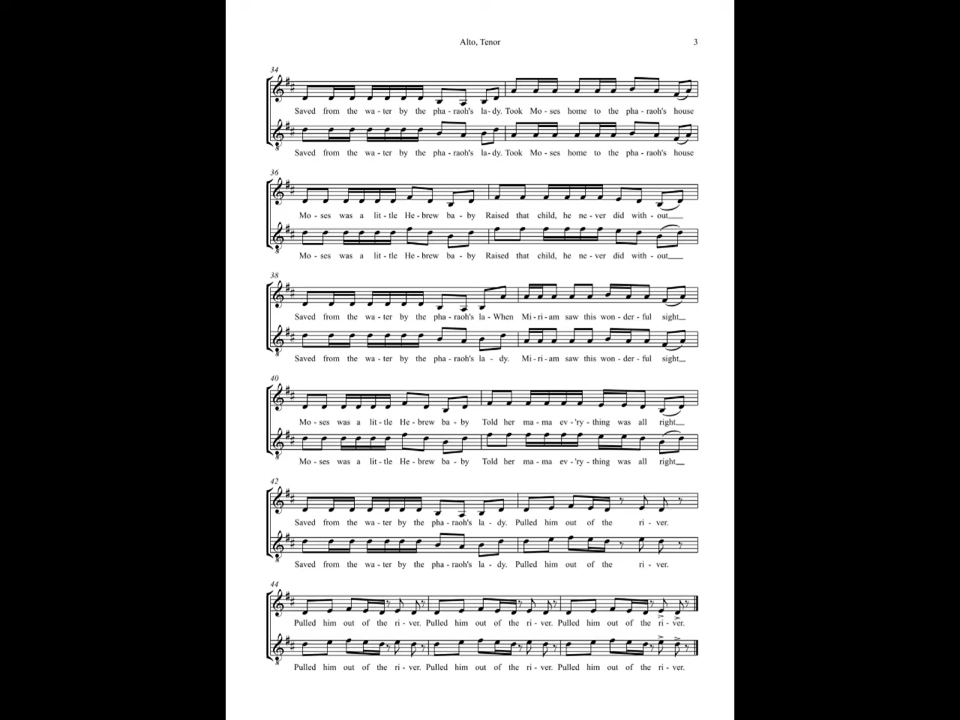 Alto, Tenor
3
34
Saved from the wa - ter by the pha - raoh's la - dy. Took Mo - ses home to the pha - raoh's house
8
Saved from the wa - ter by the pha - raoh's la - dy. Took Mo - ses home to the pha - raoh's house
36
Mo - ses was a lit - tle He - brew ba - by Raised that child, he ne - ver did with - out
8
Mo - ses was a lit - tle He - brew ba - by Raised that child, he ne - ver did with - out
38
Saved from the wa - ter by the pha - raoh's la - When Mi - ri - am saw this won - der - ful sight
8
Saved from the wa - ter by the pha - raoh's la - dy. Mi - ri - am saw this won - der - ful sight
40
Mo - ses was a lit - tle He - brew ba - by Told her ma - ma ev - 'ry - thing was all right
8
Mo - ses was a lit - tle He - brew ba - by Told her ma - ma ev - 'ry - thing was all right
42
Saved from the wa - ter by the pha - raoh's la - dy. Pulled him out of the ri - ver.
8
Saved from the wa - ter by the pha - raoh's la - dy. Pulled him out of the ri - ver.
44
Pulled him out of the ri - ver. Pulled him out of the ri - ver. Pulled him out of the ri - ver.
8
Pulled him out of the ri - ver. Pulled him out of the ri - ver. Pulled him out of the ri - ver.